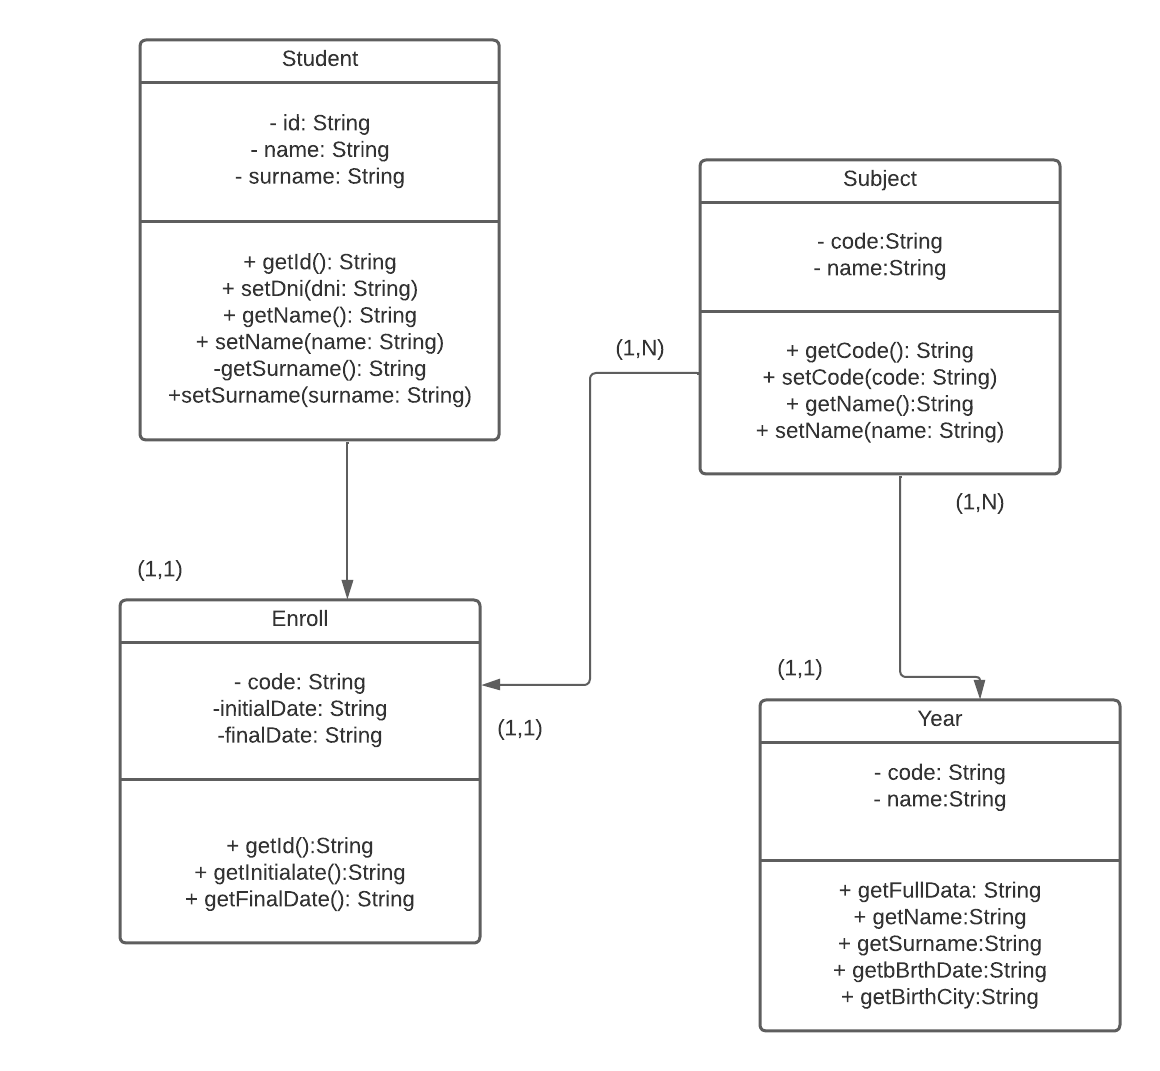 Student
- id: String
- name: String
- surname: String
+ getId(): String
+ setDni(dni: String)
+ getName(): String
+ setName(name: String)
-getSurname(): String
+setSurname(surname: String)
Subject
- code:String
- name:String
+ getCode(): String
+ setCode(code: String)
+ getName():String
+ setName(name: String)
(1,N)
(1,N)
(1,1)
Enroll
- code: String
-initialDate: String
-finalDate: String
+ getId():String
+ getInitialate():String
+ getFinalDate(): String
(1,1)
(1,1)
Year
- code: String
- name:String
+ getFullData: String
+ getName:String
+ getSurname:String
+ getbBrthDate:String
+ getBirthCity:String